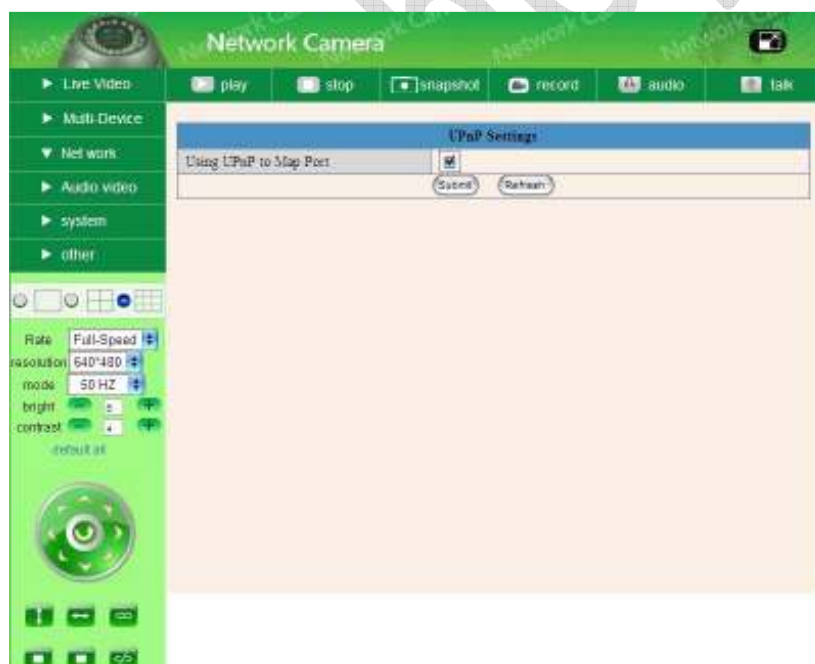 Network Camera
Live Video
play
stop
snapshot
record
audio
talk
Multi-Device
Net work
Audio video
system
other
UPnP Settings
Using UPnP to Map Port
Submit
Refresh
Rate
Full-Speed
resolution
640*480
mode
50 HZ
bright
contrast
4
default all